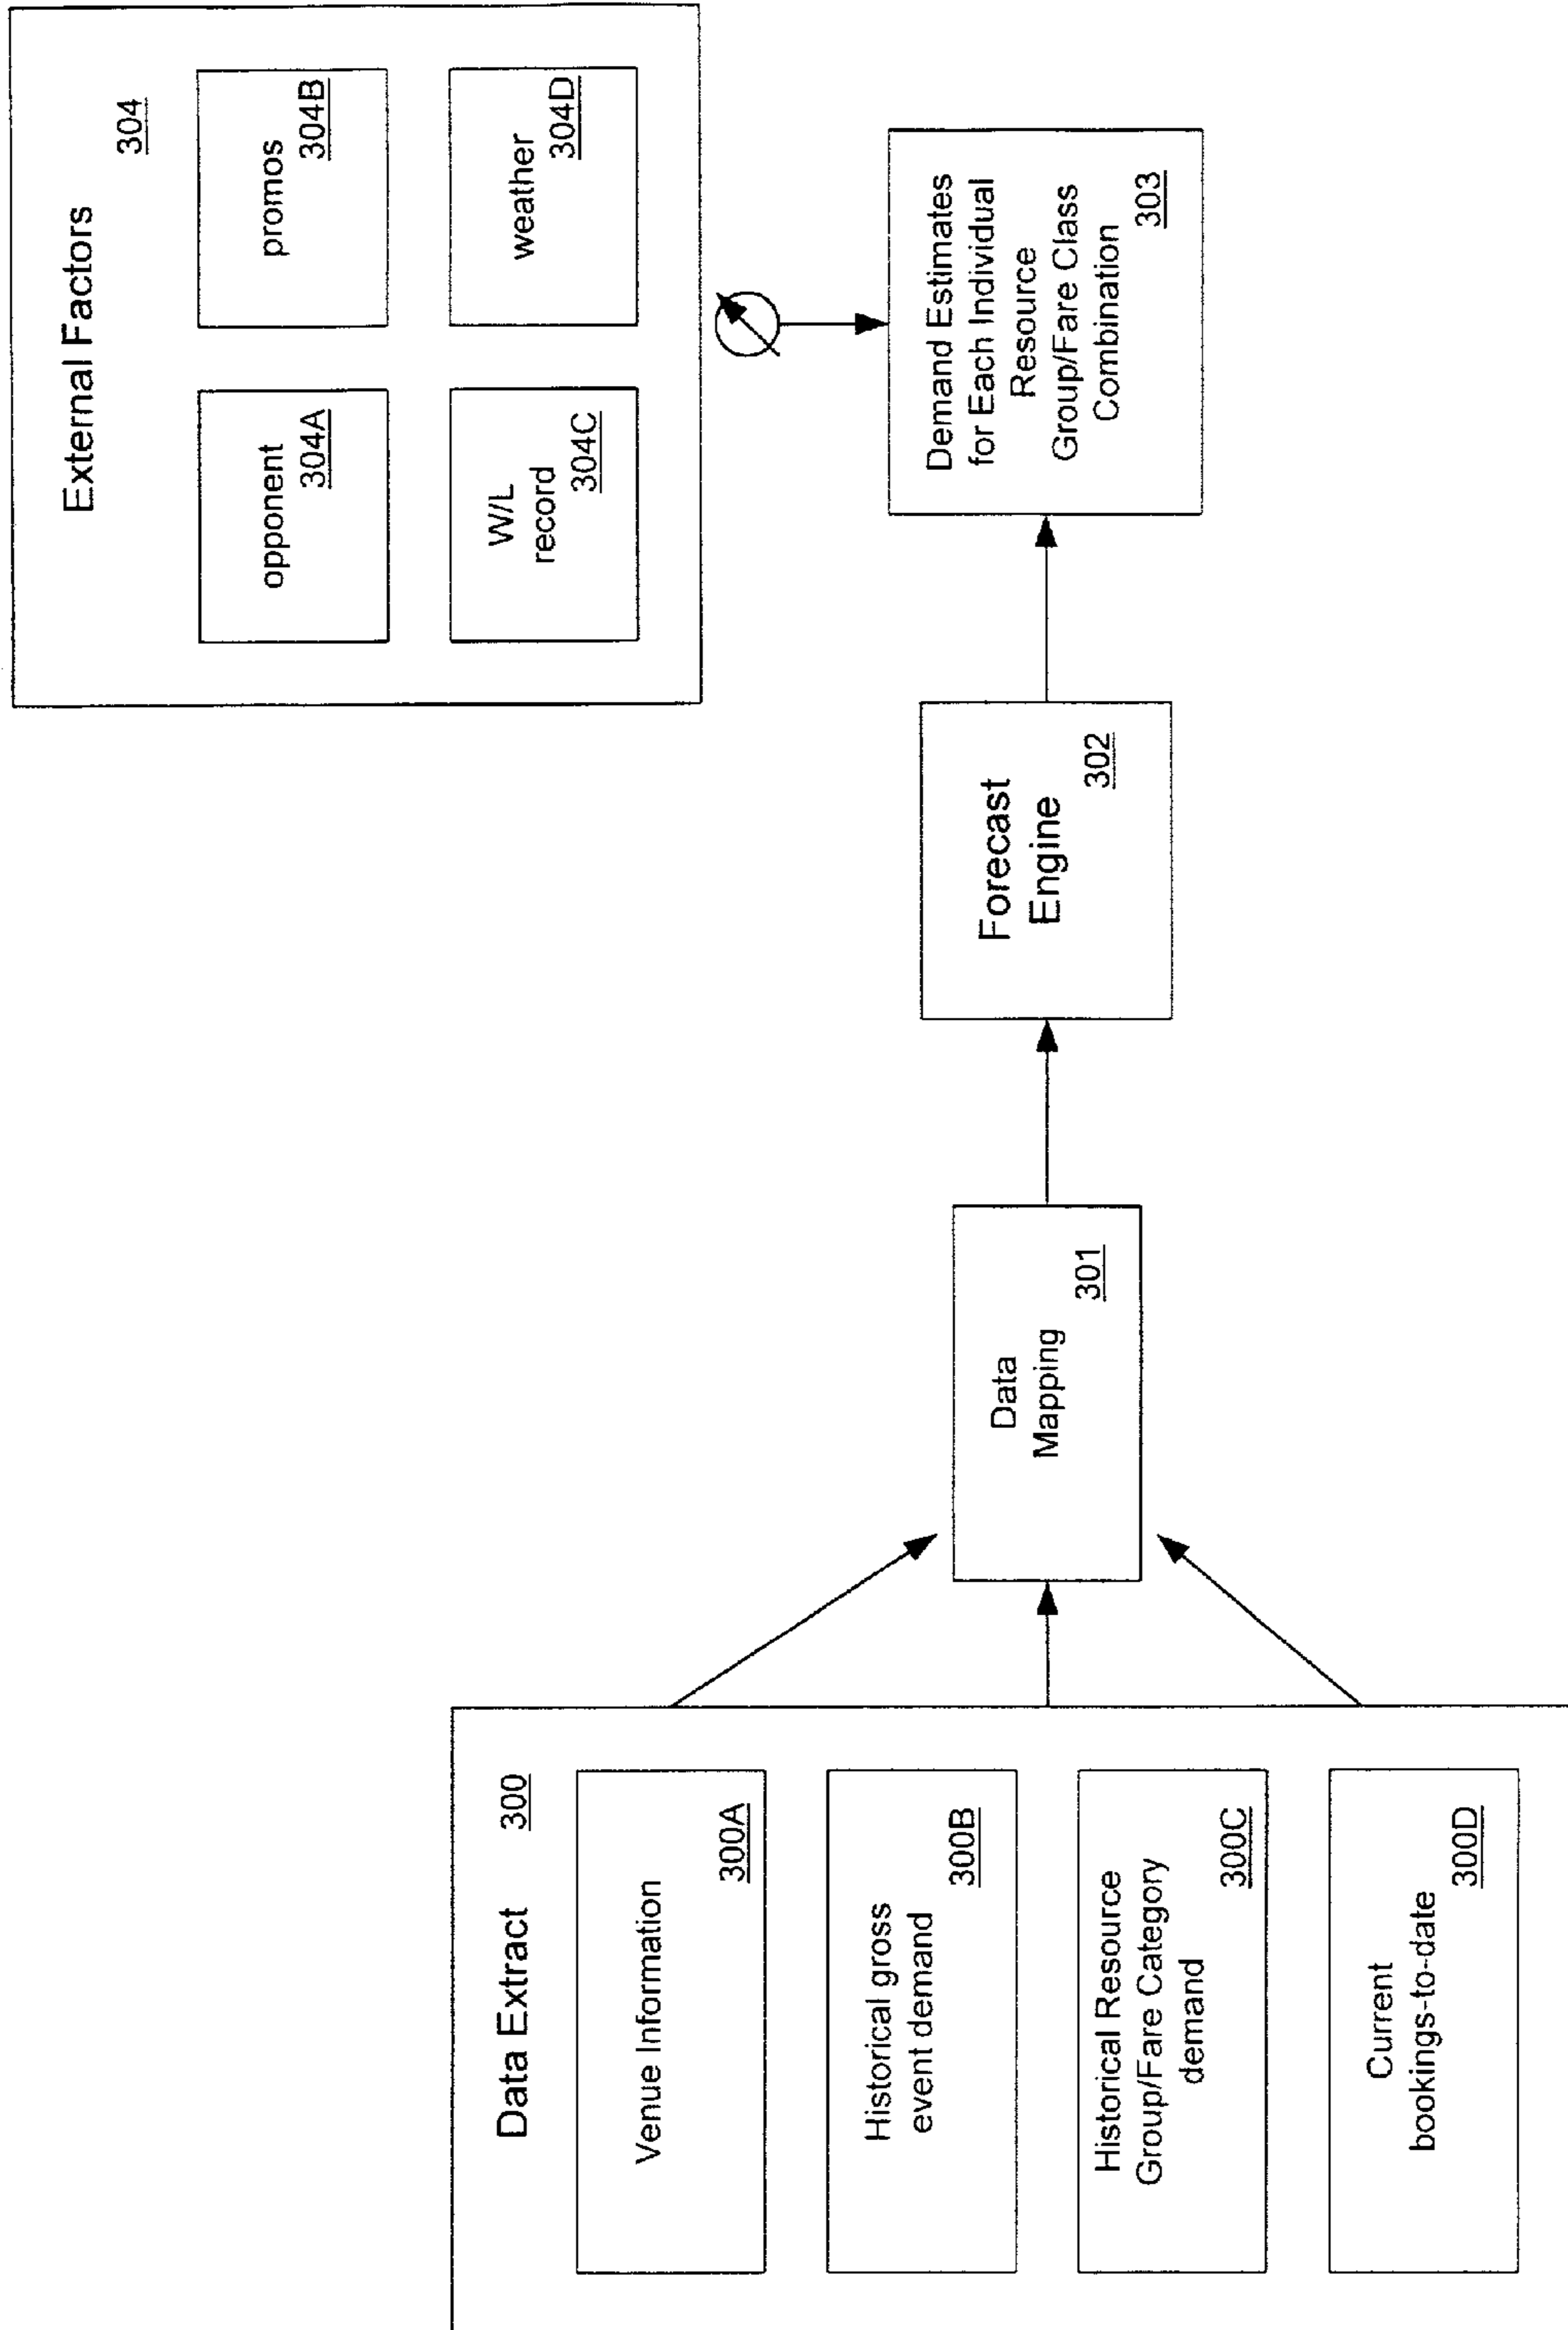 External Factors
304
opponent
304A
promos
304B
W/L
record
304C
weather
304D
Data Extract 300
Venue Information
300A
Historical gross
event demand
300B
Historical Resource
Group/Fare Category
demand
300C
Current
bookings-to-date
300D
Data
Mapping
301
Forecast
Engine
302
Demand Estimates
for Each Individual
Resource
Group/Fare Class
Combination
303